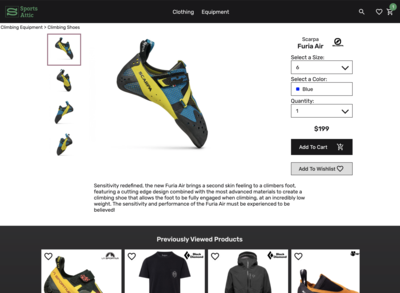 Sports
Attic
Clothing
Equipment
Climbing Equipment > Climbing Shoes
Scarpa
Furia Air
Select a Size:
6
Select a Color:
Blue
Quantity:
1
$199
Add To Cart
Add To Wishlist
SCARPA
Sensitivity redefined, the new Furia Air brings a second skin feeling to a climbers foot,
featuring a cutting edge design combined with the most advanced materials to create a
climbing shoe that allows the foot to be fully engaged when climbing, at an incredibly low
weight. The sensitivity and performance of the Furia Air must be experienced to be
believed!
Previously Viewed Products